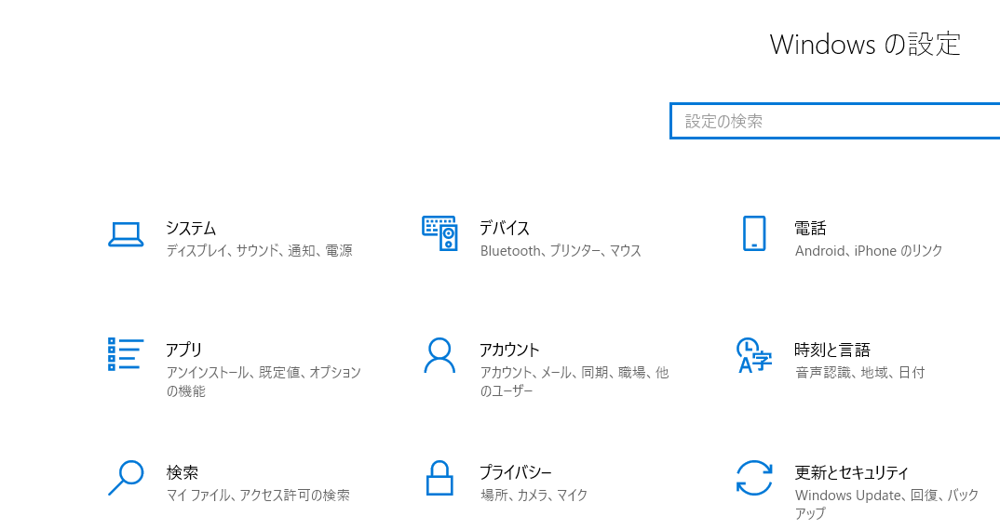 Windows の設定
設定の検索
システム
ディスプレイ、サウンド、通知、電源
デバイス
Bluetooth、プリンター、マウス
電話
Android、iPhone のリンク
アプリ
アンインストール、既定値、オプション
の機能
アカウント
アカウント、メール、同期、職場、他
のユーザー
時刻と言語
音声認識、地域、日付
検索
マイ ファイル、アクセス許可の検索
プライバシー
場所、カメラ、マイク
更新とセキュリティ
Windows Update、回復、バック
アップ